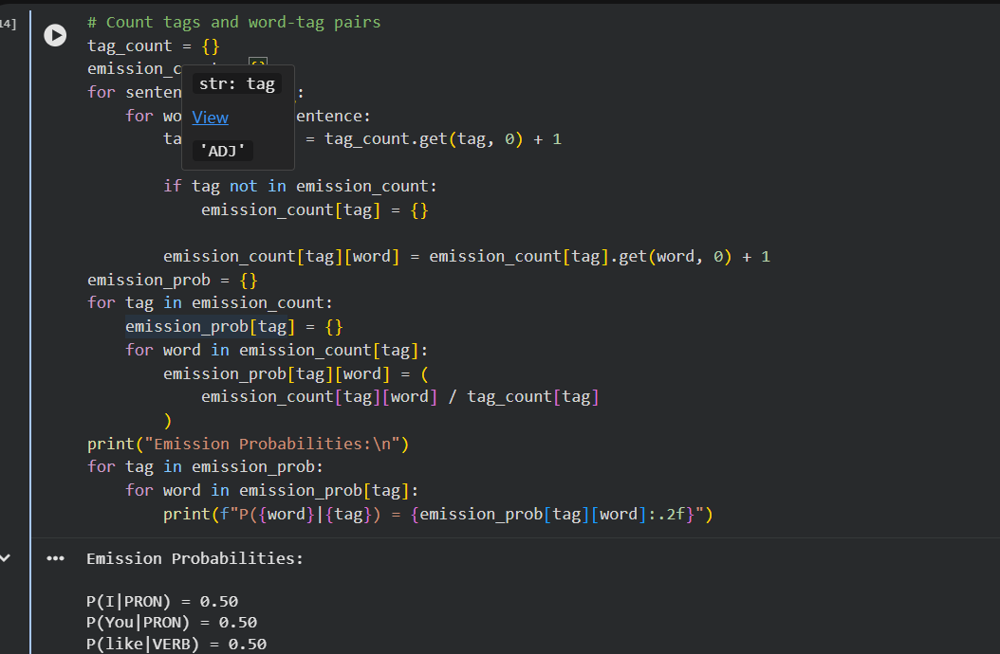 14]
# Count tags and word-tag pairs
tag_count = {}
emission_c
for senten :
for wo entence:
ta = tag_count.get(tag, 0) + 1
str: tag
View
'ADJ'
if tag not in emission_count:
emission_count[tag] = {}
emission_count[tag][word] = emission_count[tag].get(word, 0) + 1
emission_prob = {}
for tag in emission_count:
emission_prob[tag] = {}
for word in emission_count[tag]:
emission_prob[tag][word] = (
emission_count[tag][word] / tag_count[tag]
)
print("Emission Probabilities:\n")
for tag in emission_prob:
for word in emission_prob[tag]:
print(f"P({word}|{tag}) = {emission_prob[tag][word]:.2f}")
Emission Probabilities:
P(I|PRON) = 0.50
P(You|PRON) = 0.50
P(like|VERB) = 0.50